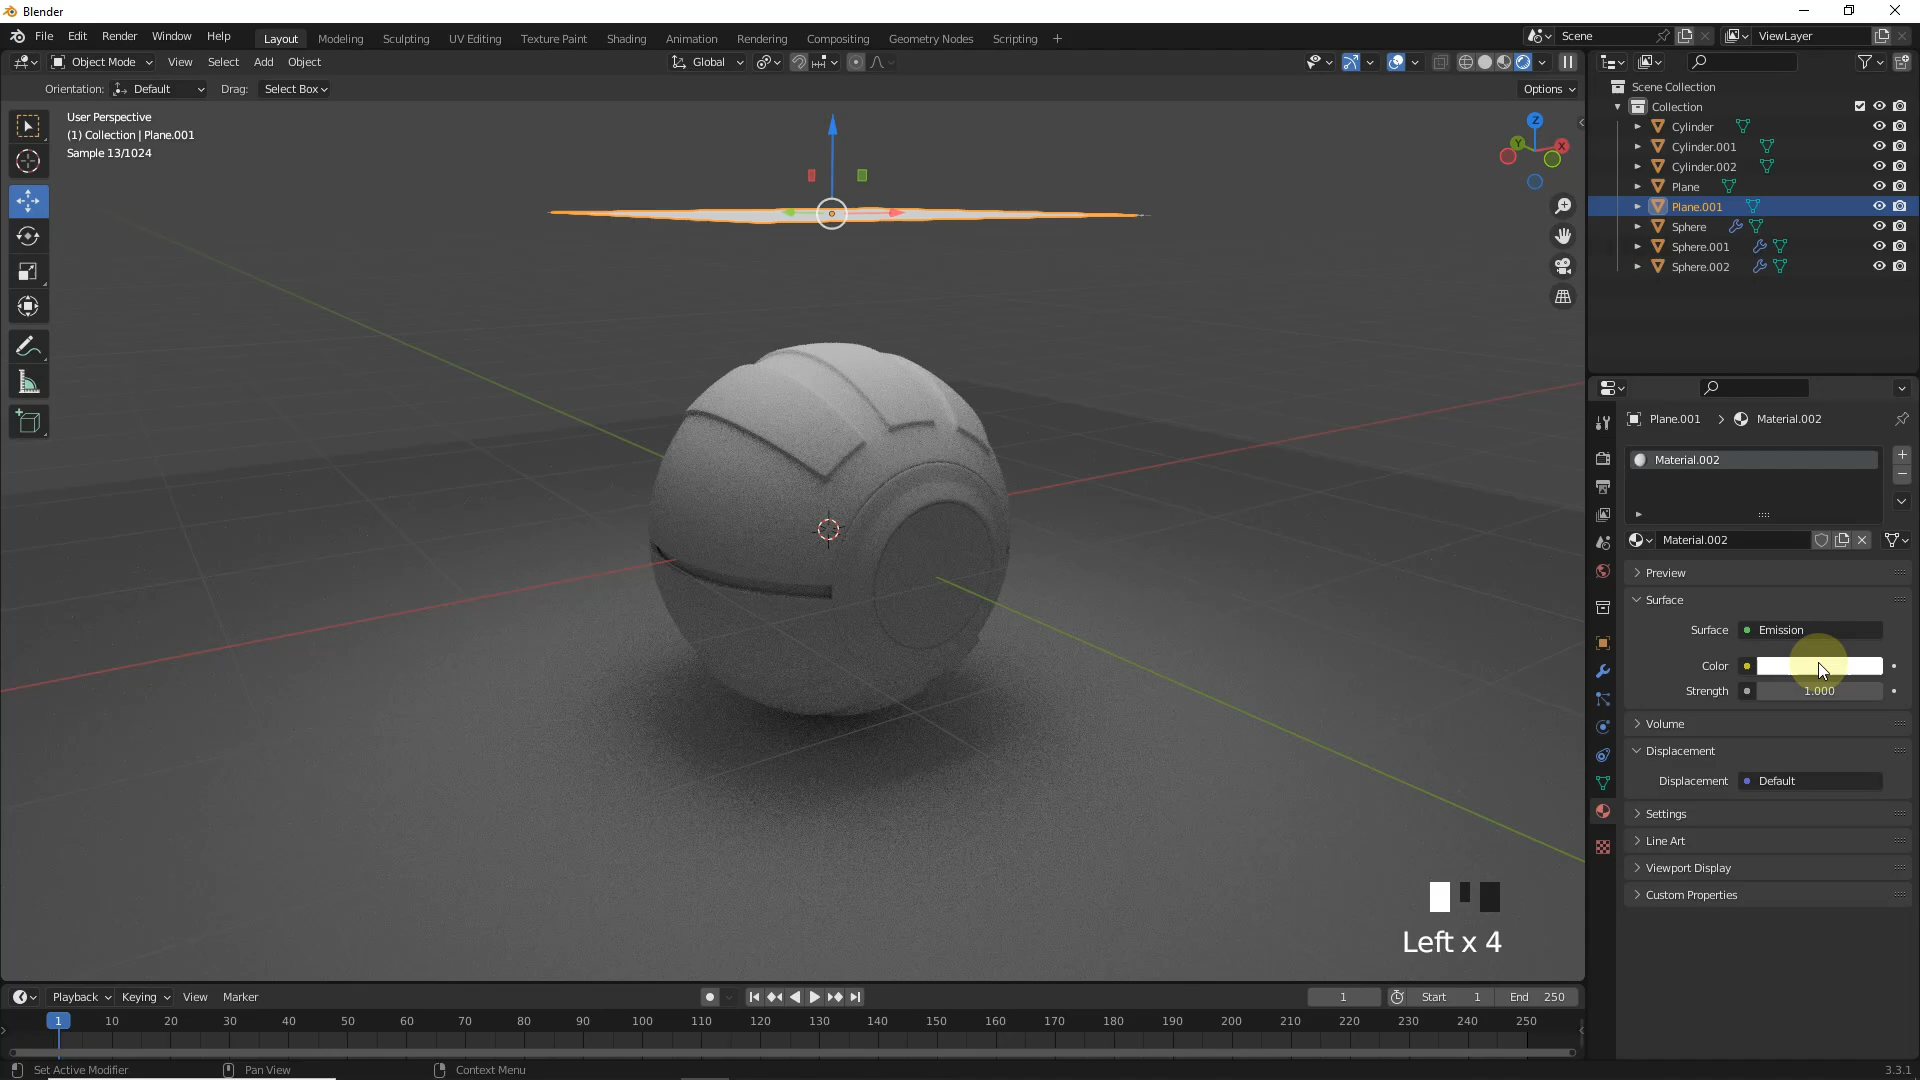 Blender
File Edit Render Window Help Layout Modeling Sculpting UV Editing Texture Paint Shading Animation Rendering Compositing Geometry Nodes Scripting + Scene ViewLayer
Object Mode View Select Add Object Global
Orientation: Default Drag: Select Box Options
User Perspective
(1) Collection | Plane.001
Sample 13/1024
Z
Y
X
Scene Collection
Collection
Cylinder
Cylinder.001
Cylinder.002
Plane
Plane.001
Sphere
Sphere.001
Sphere.002
Plane.001 > Material.002
Material.002
Material.002
Preview
Surface
Surface Emission
Color
Strength 1.000
Volume
Displacement
Displacement Default
Settings
Line Art
Viewport Display
Custom Properties
Left x 4
Playback Keying View Marker 1 Start 1 End 250
1 10 20 30 40 50 60 70 80 90 100 110 120 130 140 150 160 170 180 190 200 210 220 230 240 250
Set Active Modifier Pan View Context Menu 3.3.1